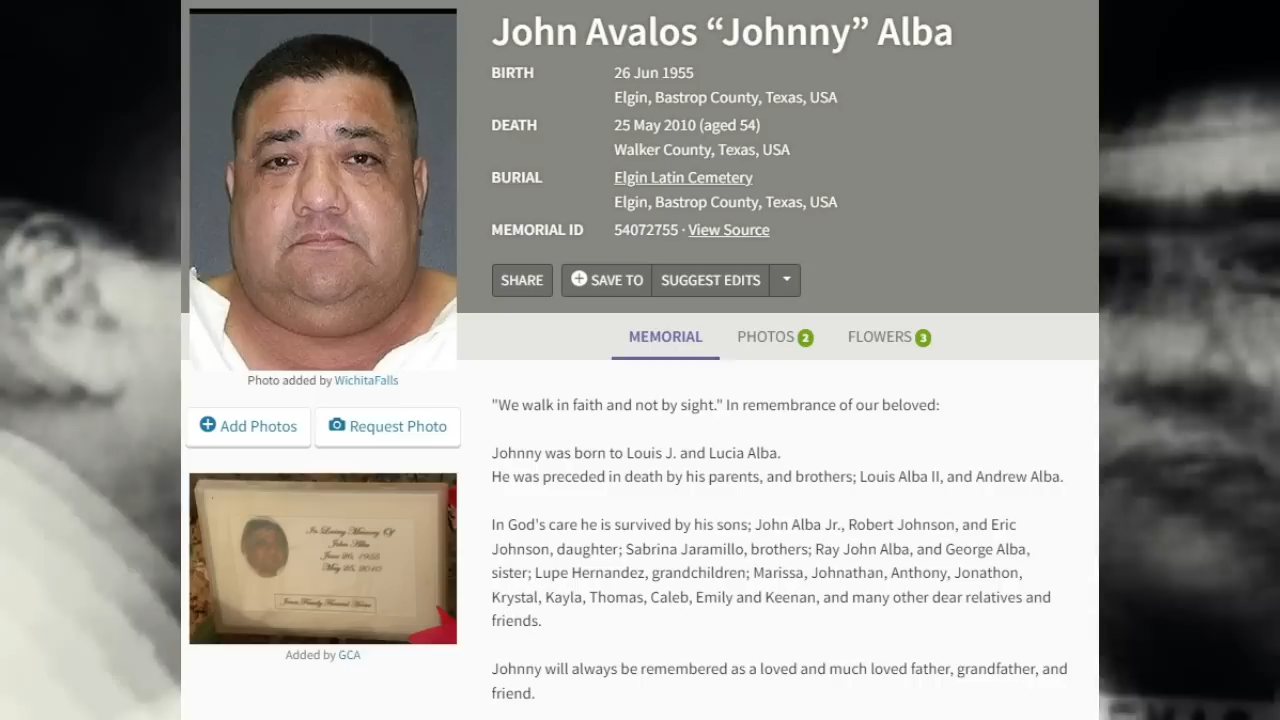 John Avalos “Johnny” Alba
BIRTH
26 Jun 1955
Elgin, Bastrop County, Texas, USA
DEATH
25 May 2010 (aged 54)
Walker County, Texas, USA
BURIAL
Elgin Latin Cemetery
Elgin, Bastrop County, Texas, USA
MEMORIAL ID
54072755 · View Source
SHARE
SAVE TO
SUGGEST EDITS
MEMORIAL
PHOTOS 2
FLOWERS 3
Photo added by WichitaFalls
Add Photos
Request Photo
In Loving Memory Of
John Alba
June 26, 1955
May 25, 2010
Added by GCA
"We walk in faith and not by sight." In remembrance of our beloved:
Johnny was born to Louis J. and Lucia Alba.
He was preceded in death by his parents, and brothers; Louis Alba II, and Andrew Alba.
In God's care he is survived by his sons; John Alba Jr., Robert Johnson, and Eric
Johnson, daughter; Sabrina Jaramillo, brothers; Ray John Alba, and George Alba,
sister; Lupe Hernandez, grandchildren; Marissa, Johnathan, Anthony, Jonathon,
Krystal, Kayla, Thomas, Caleb, Emily and Keenan, and many other dear relatives and
friends.
Johnny will always be remembered as a loved and much loved father, grandfather, and
friend.